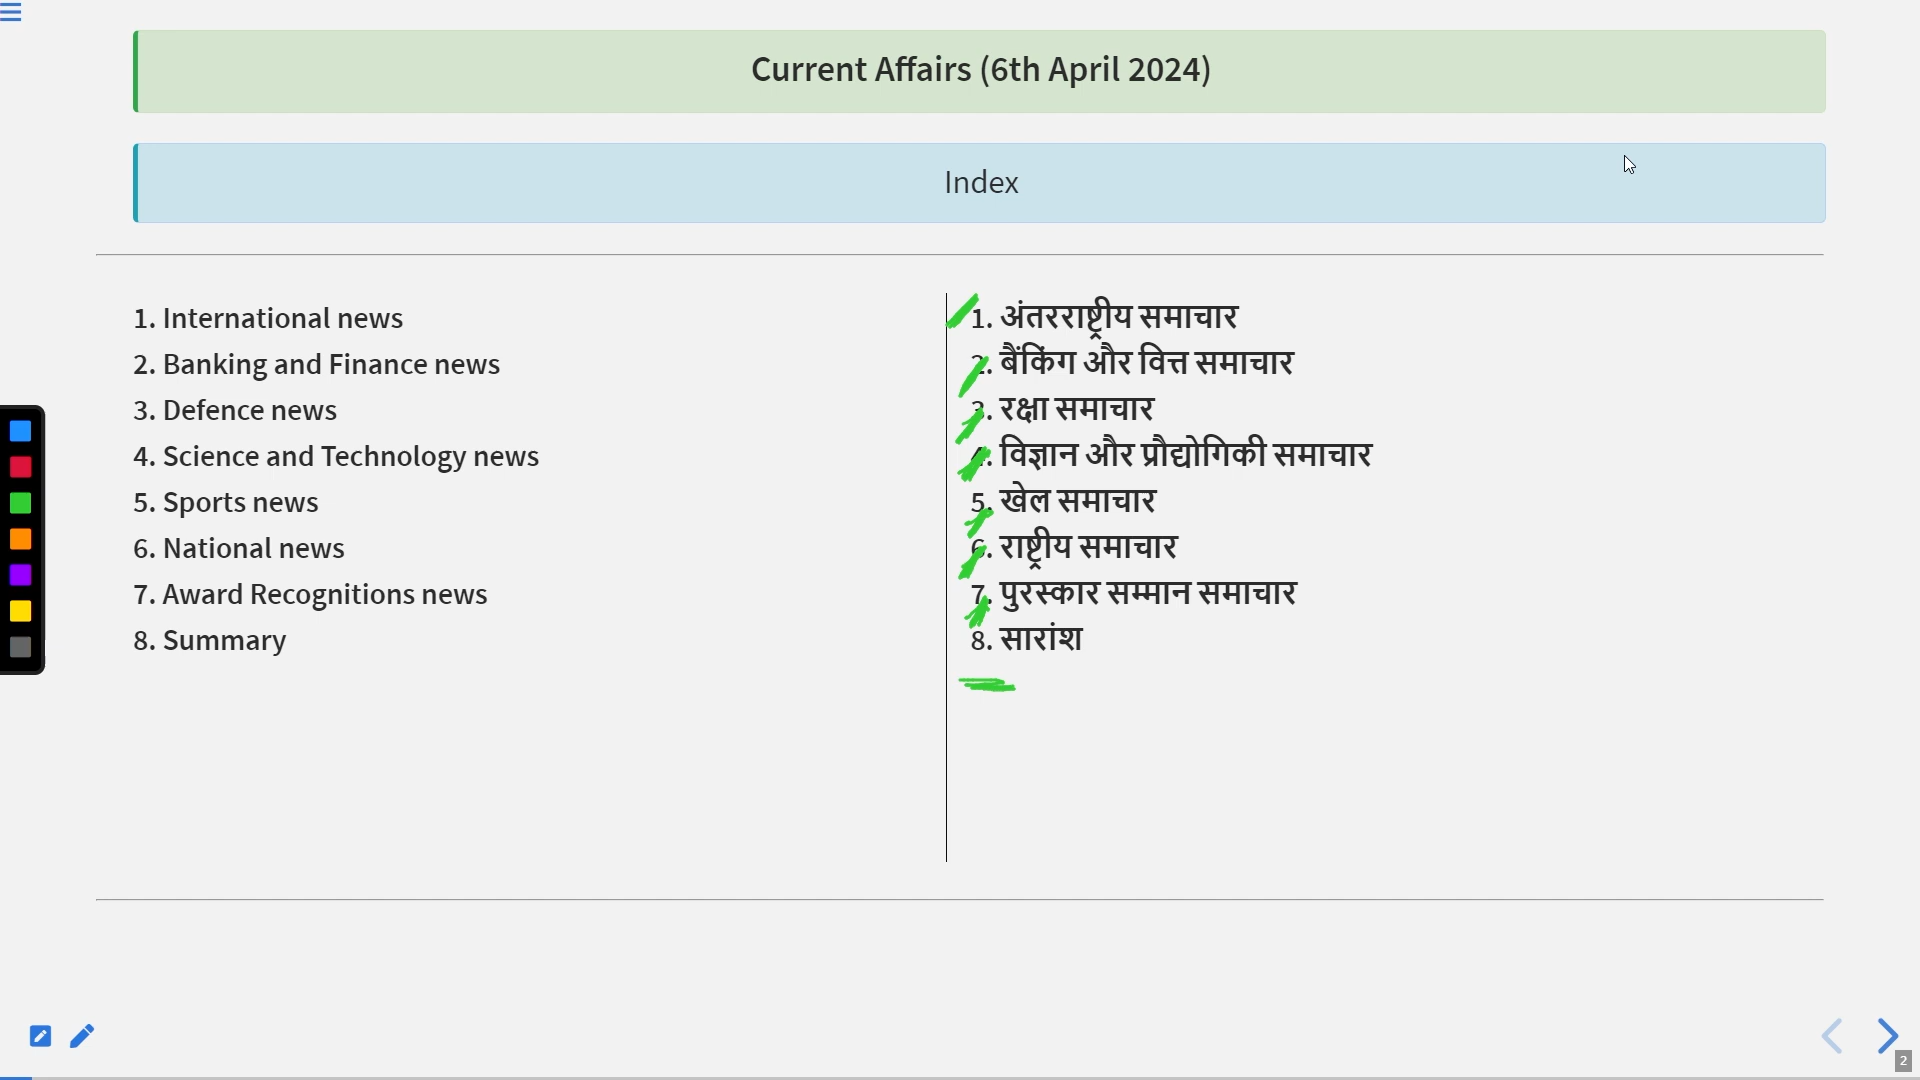 Current Affairs (6th April 2024)
Index
1. International news
2. Banking and Finance news
3. Defence news
4. Science and Technology news
5. Sports news
6. National news
7. Award Recognitions news
8. Summary
1. अंतरराष्ट्रीय समाचार
2. बैंकिंग और वित्त समाचार
3. रक्षा समाचार
4. विज्ञान और प्रौद्योगिकी समाचार
5. खेल समाचार
6. राष्ट्रीय समाचार
7. पुरस्कार सम्मान समाचार
8. सारांश
2